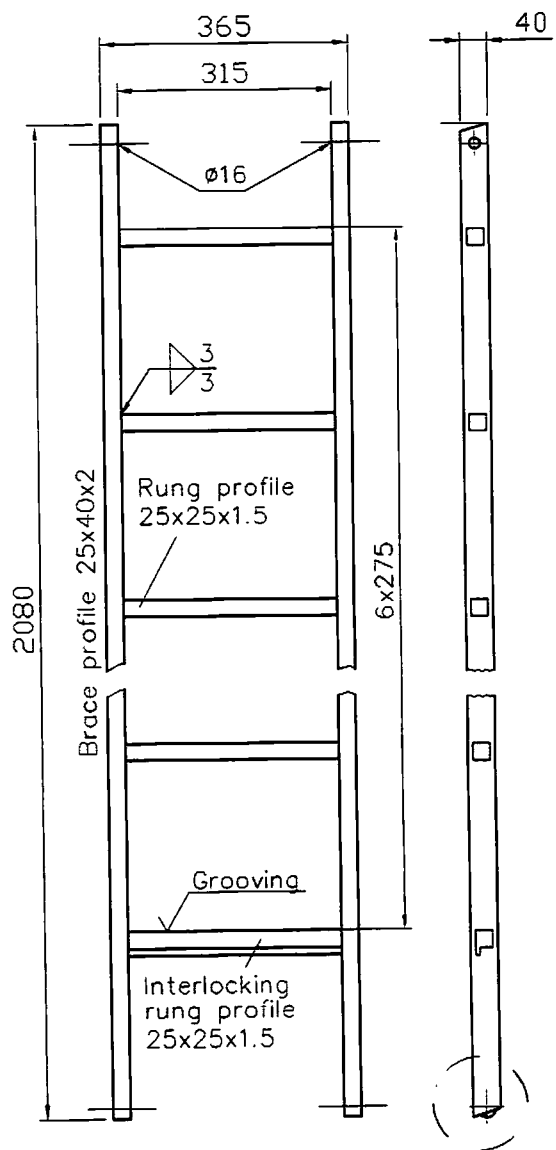 365
40
315
ø16
3
3
Rung profile
25x25x1.5
Brace profile 25x40x2
2080
6x275
Grooving
Interlocking
rung profile
25x25x1.5